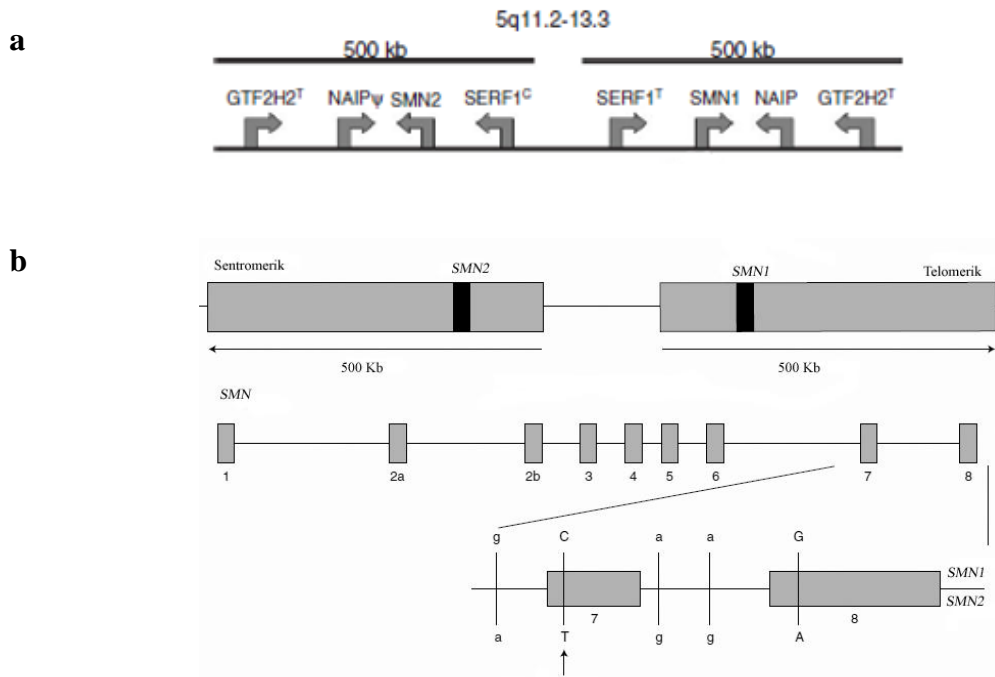 a
5q11.2-13.3
500 kb 500 kb
GTF2H2ᵀ NAIPψ SMN2 SERF1ᶜ SERF1ᵀ SMN1 NAIP GTF2H2ᵀ
b
Sentromerik SMN2 SMN1 Telomerik
500 Kb 500 Kb
SMN
1 2a 2b 3 4 5 6 7 8
g C a a G
SMN1
SMN2
7 8
a T g g A